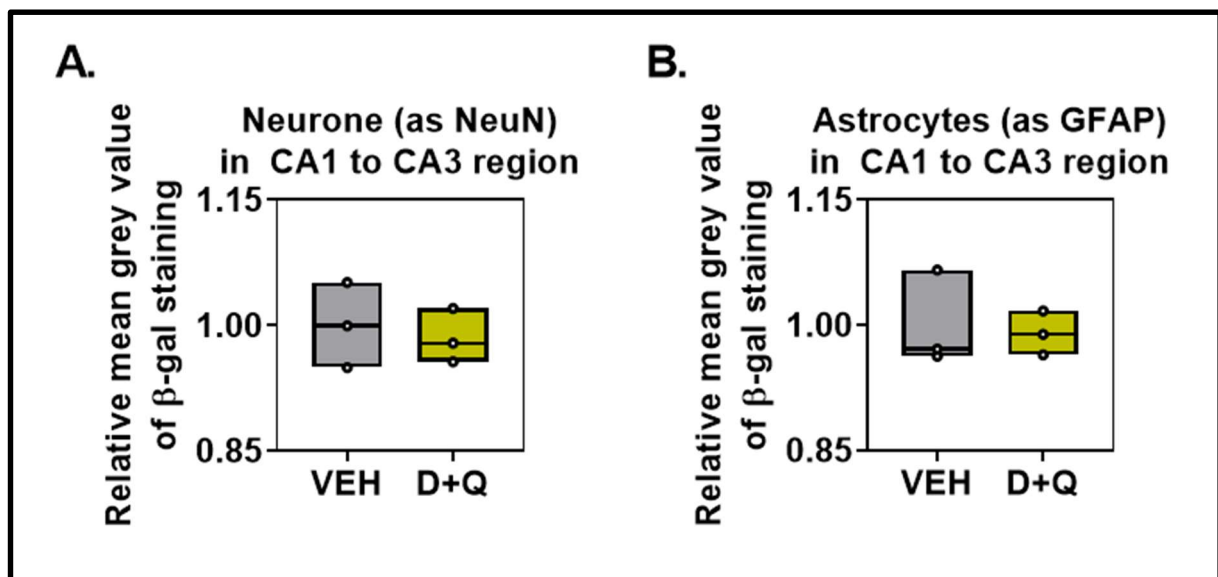 A.
Neurone (as NeuN)
in CA1 to CA3 region
Relative mean grey value
of β-gal staining
1.15
1.00
0.85
VEH D+Q
B.
Astrocytes (as GFAP)
in CA1 to CA3 region
Relative mean grey value
of β-gal staining
1.15
1.00
0.85
VEH D+Q